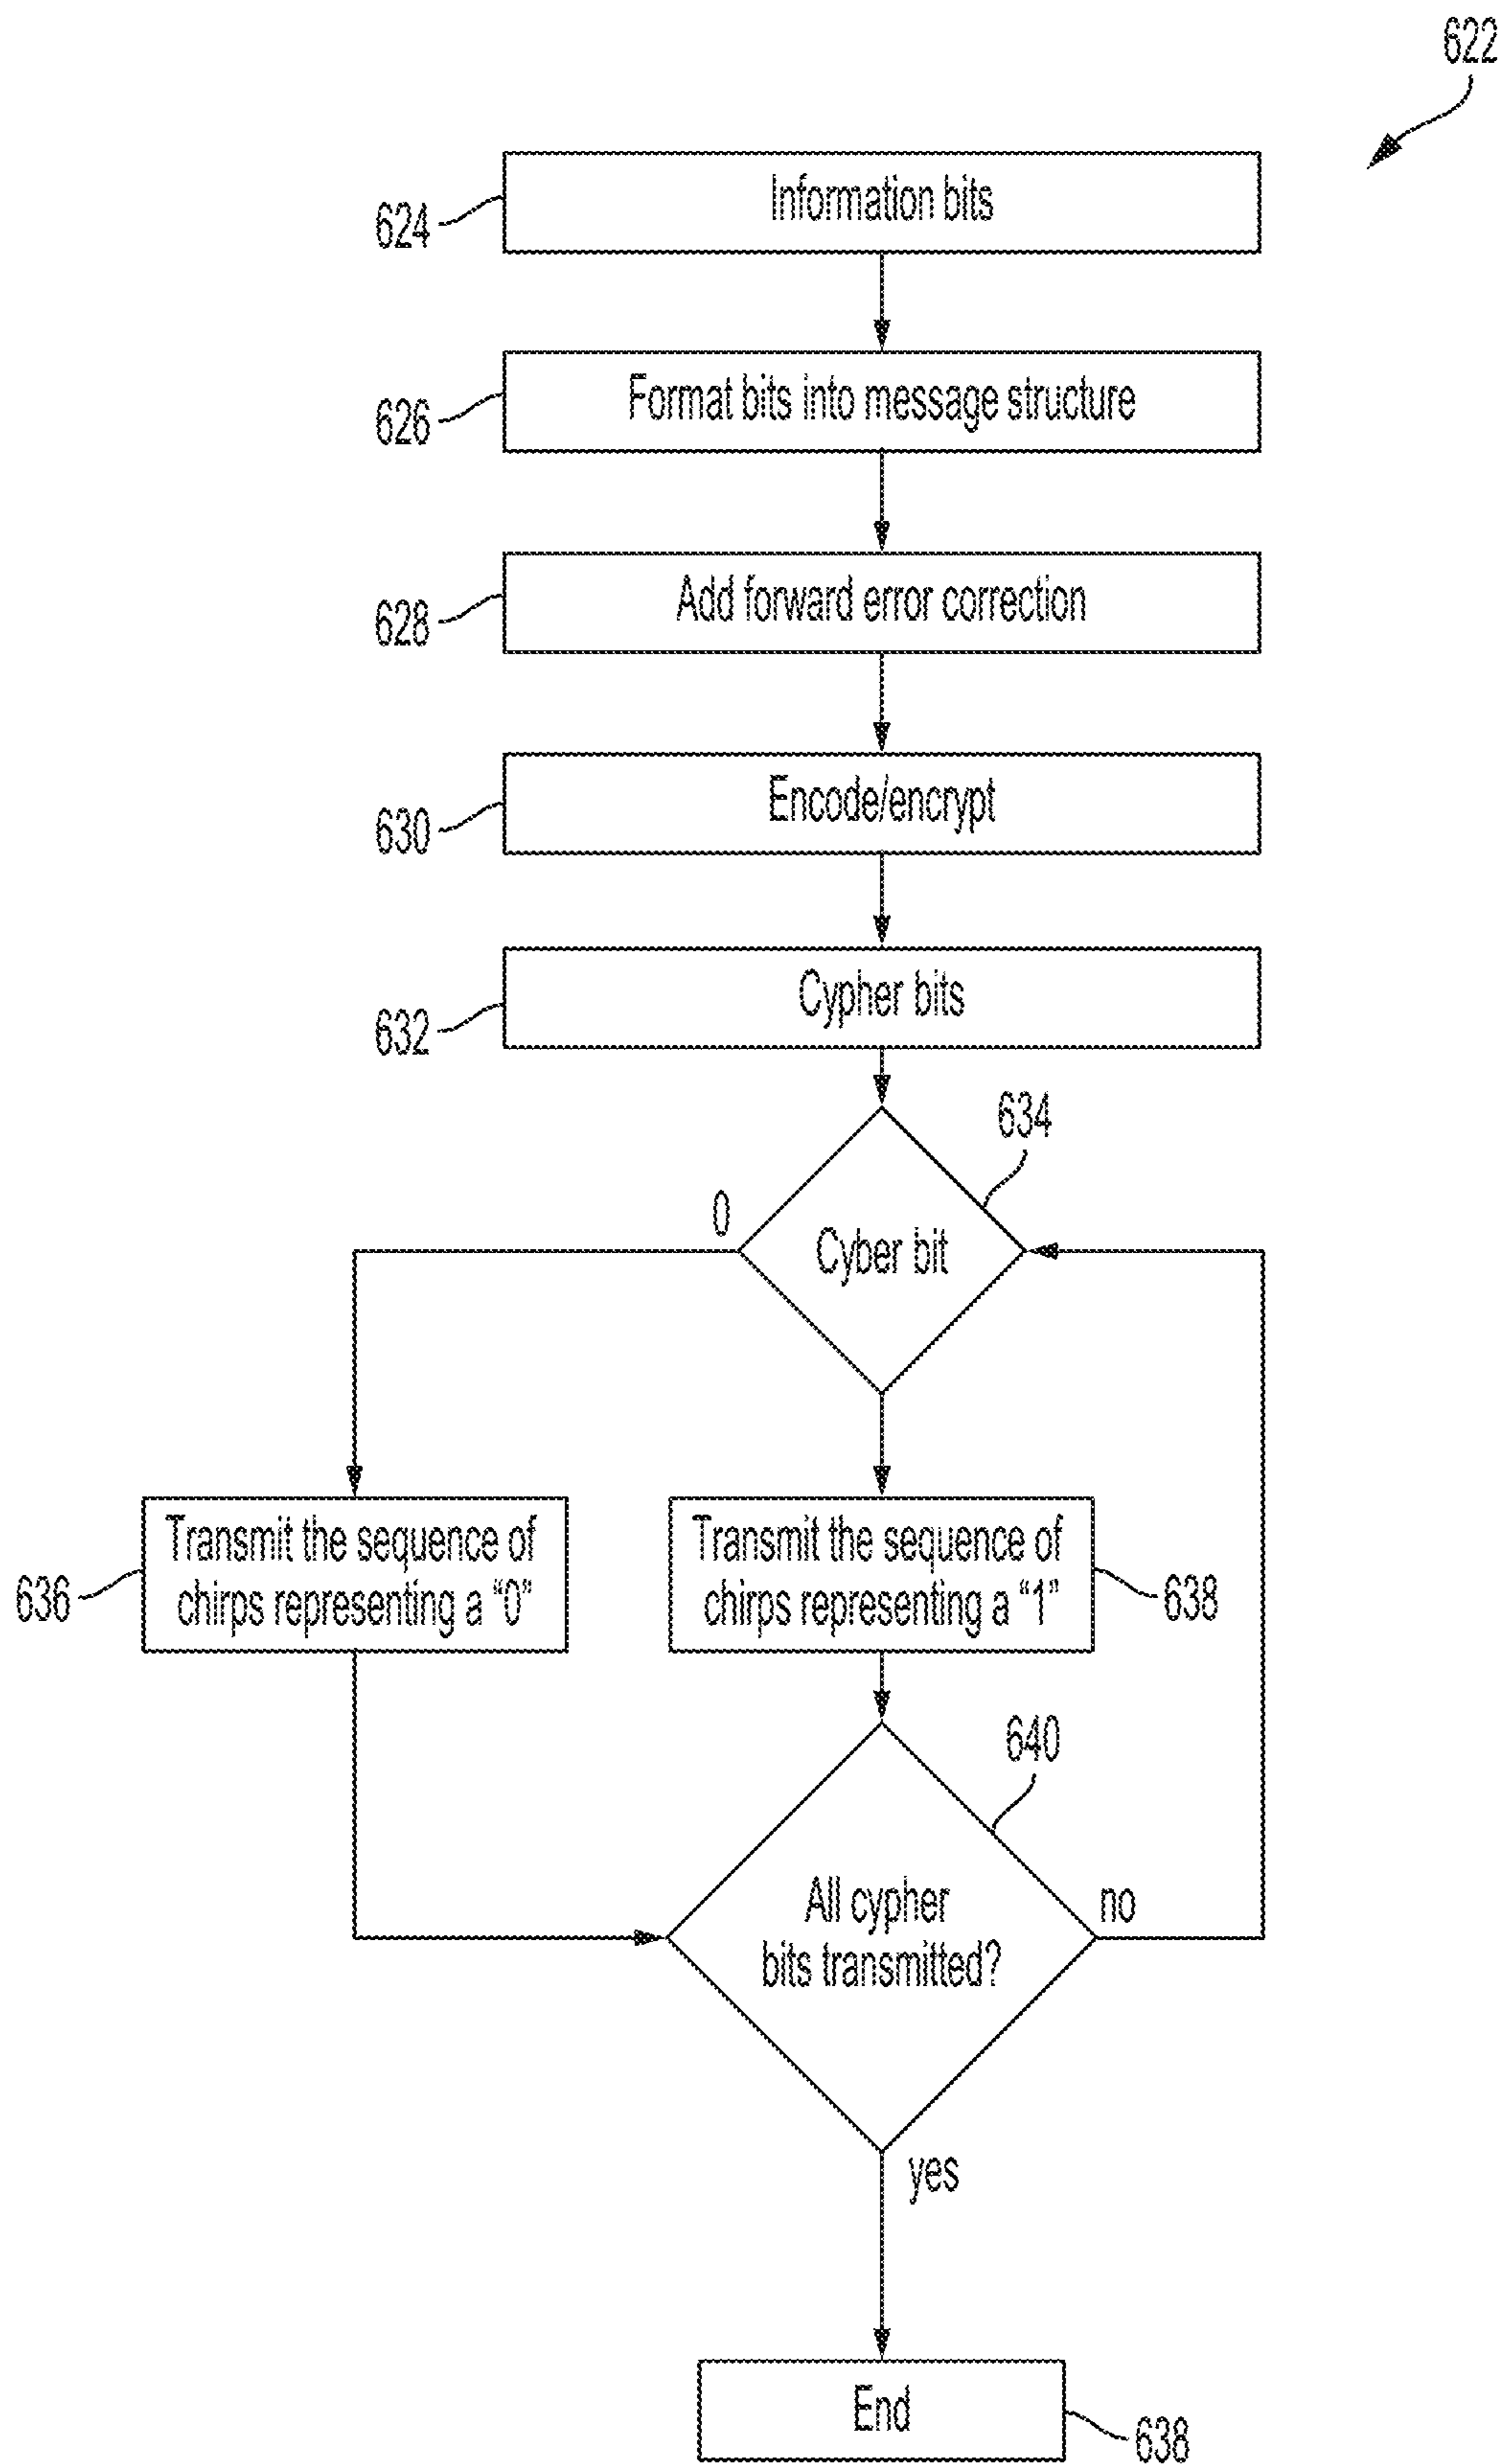 622
Information bits
624
Format bits into message structure
626
Add forward error correction
628
Encode/encrypt
630
Cypher bits
632
634
0
Cyber bit
Transmit the sequence of
chirps representing a “0”
636
Transmit the sequence of
chirps representing a “1”
638
640
All cypher
bits transmitted?
no
yes
End
638